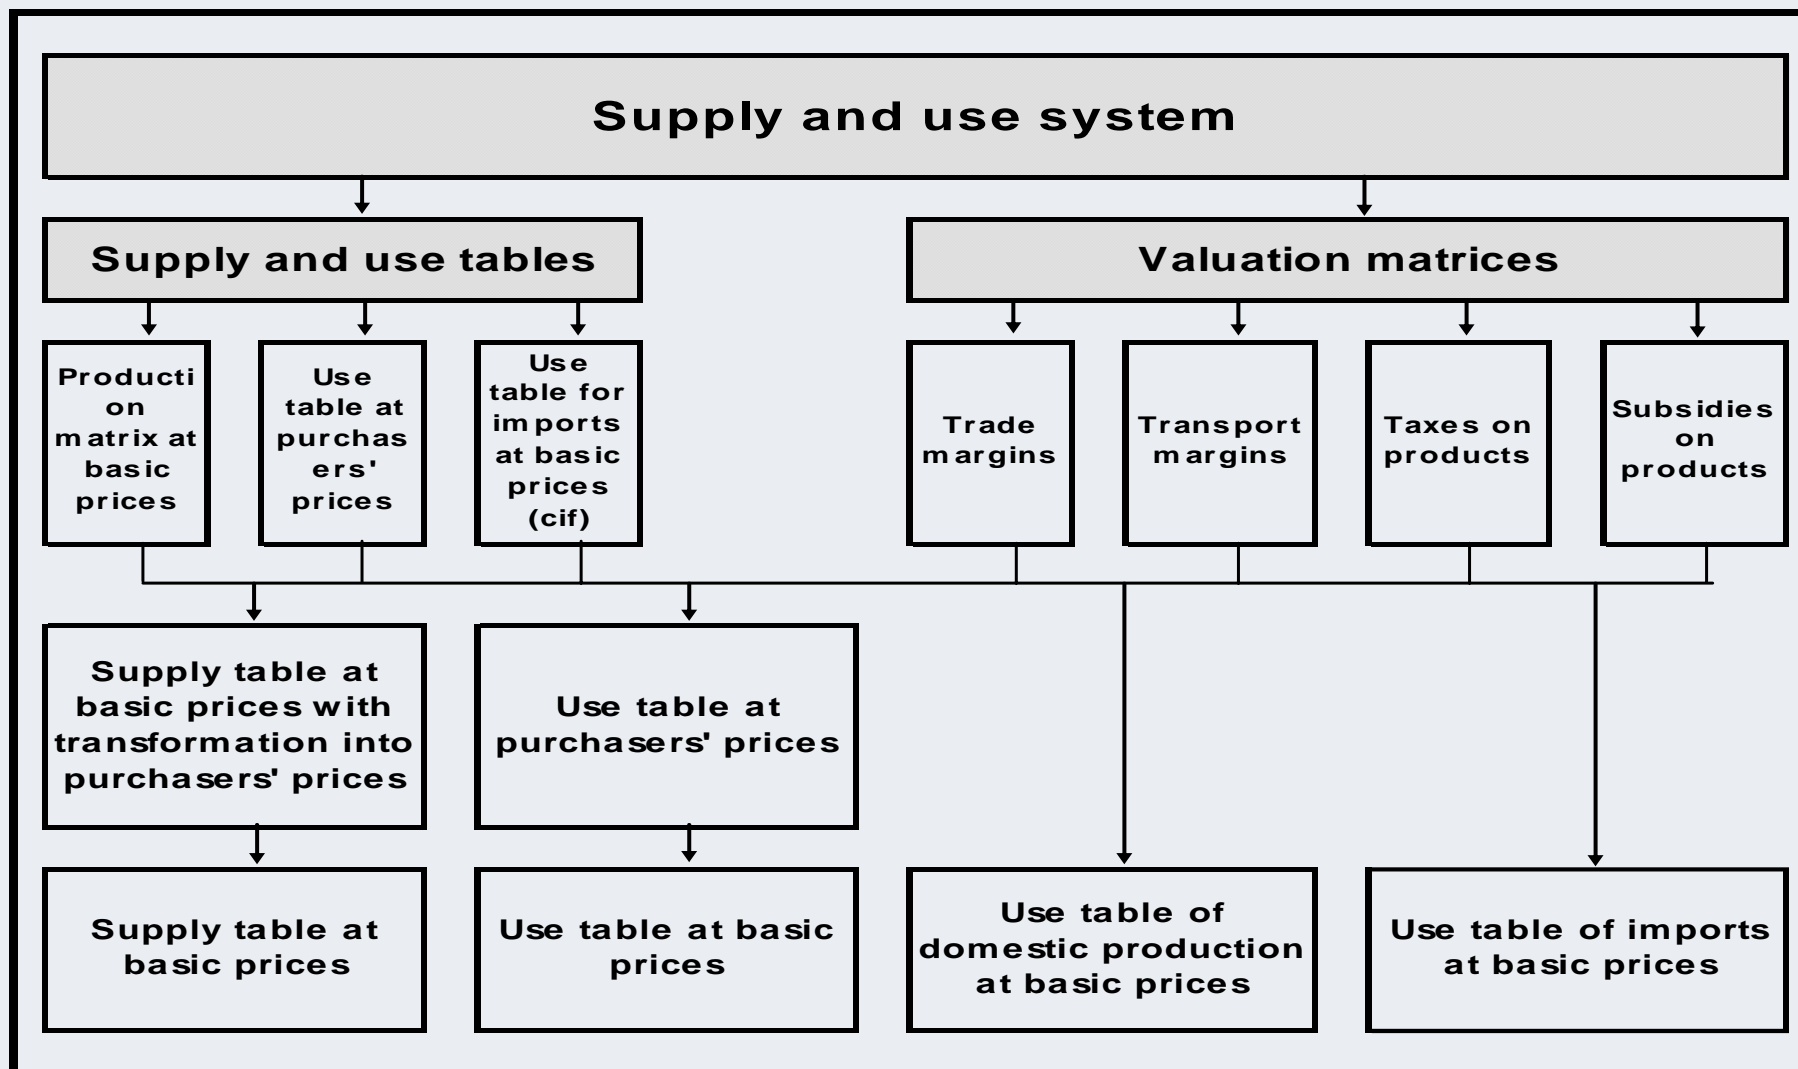 Supply and use system
Supply and use tables
Valuation matrices
Producti
on
matrix at
basic
prices
Use
table at
purchas
ers'
prices
Use
table for
imports
at basic
prices
(cif)
Trade
margins
Transport
margins
Taxes on
products
Subsidies
on
products
Supply table at
basic prices with
transformation into
purchasers' prices
Use table at
purchasers' prices
Supply table at
basic prices
Use table at basic
prices
Use table of
domestic production
at basic prices
Use table of imports
at basic prices